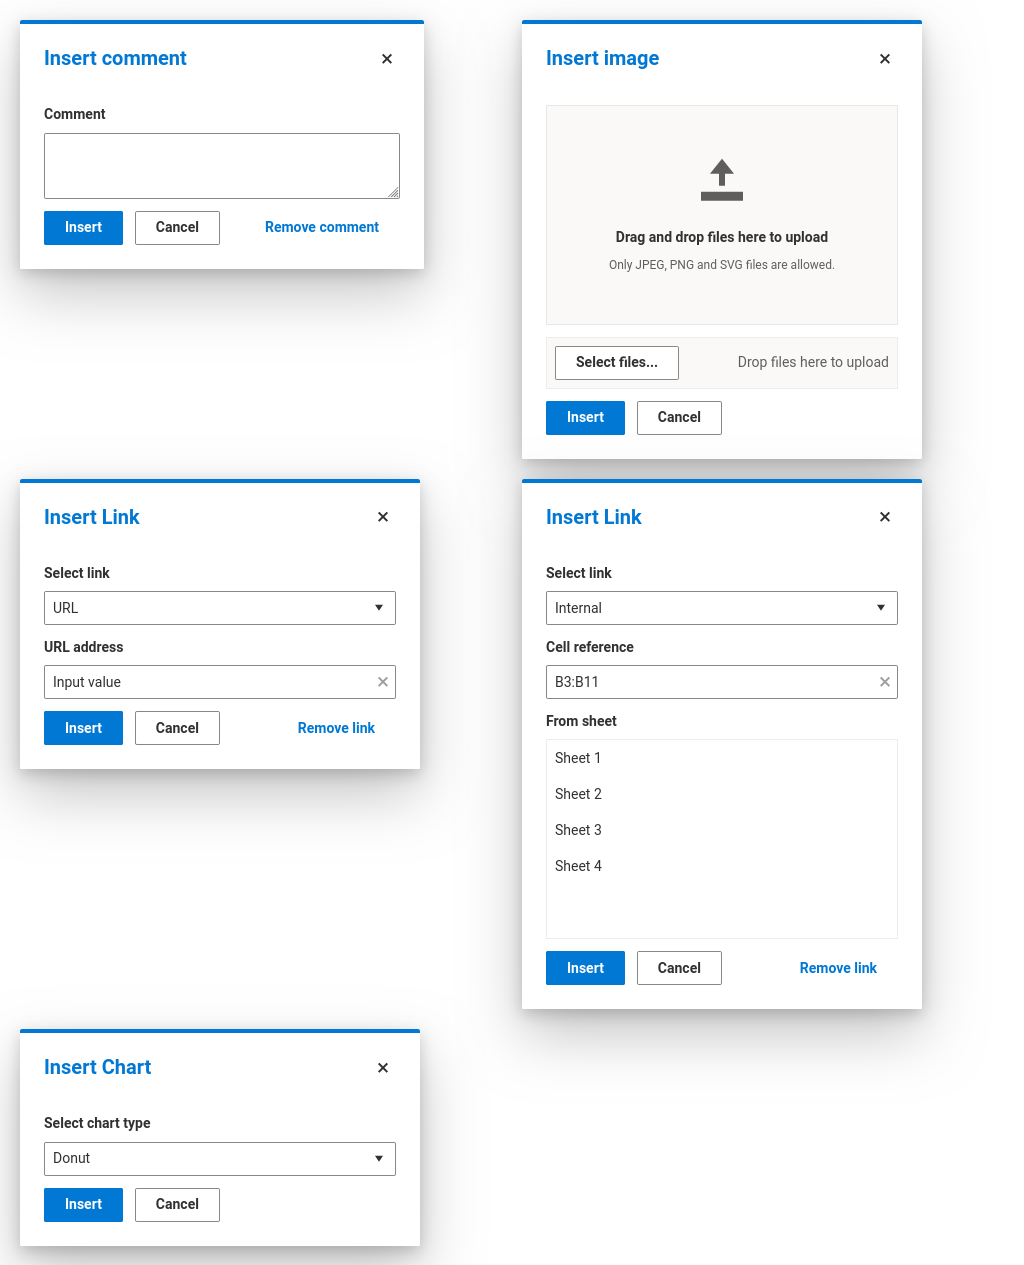 Insert comment
Comment
Insert
Cancel
Remove comment
Insert image
Drag and drop files here to upload
Only JPEG, PNG and SVG files are allowed.
Select files...
Drop files here to upload
Insert
Cancel
Insert Link
Select link
URL
URL address
Input value
Insert
Cancel
Remove link
Insert Link
Select link
Internal
Cell reference
B3:B11
From sheet
Sheet 1
Sheet 2
Sheet 3
Sheet 4
Insert
Cancel
Remove link
Insert Chart
Select chart type
Donut
Insert
Cancel